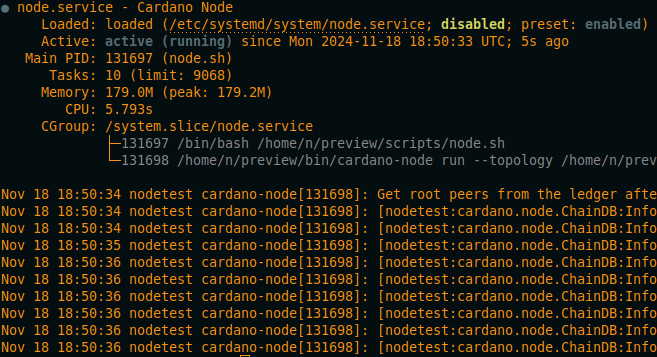 ● node.service - Cardano Node
Loaded: loaded (/etc/systemd/system/node.service; disabled; preset: enabled)
Active: active (running) since Mon 2024-11-18 18:50:33 UTC; 5s ago
Main PID: 131697 (node.sh)
Tasks: 10 (limit: 9068)
Memory: 179.0M (peak: 179.2M)
CPU: 5.793s
CGroup: /system.slice/node.service
├─131697 /bin/bash /home/n/preview/scripts/node.sh
└─131698 /home/n/preview/bin/cardano-node run --topology /home/n/prev
Nov 18 18:50:34 nodetest cardano-node[131698]: Get root peers from the ledger afte
Nov 18 18:50:34 nodetest cardano-node[131698]: [nodetest:cardano.node.ChainDB:Info
Nov 18 18:50:34 nodetest cardano-node[131698]: [nodetest:cardano.node.ChainDB:Info
Nov 18 18:50:35 nodetest cardano-node[131698]: [nodetest:cardano.node.ChainDB:Info
Nov 18 18:50:36 nodetest cardano-node[131698]: [nodetest:cardano.node.ChainDB:Info
Nov 18 18:50:36 nodetest cardano-node[131698]: [nodetest:cardano.node.ChainDB:Info
Nov 18 18:50:36 nodetest cardano-node[131698]: [nodetest:cardano.node.ChainDB:Info
Nov 18 18:50:36 nodetest cardano-node[131698]: [nodetest:cardano.node.ChainDB:Info
Nov 18 18:50:36 nodetest cardano-node[131698]: [nodetest:cardano.node.ChainDB:Info
Nov 18 18:50:36 nodetest cardano-node[131698]: [nodetest:cardano.node.ChainDB:Info